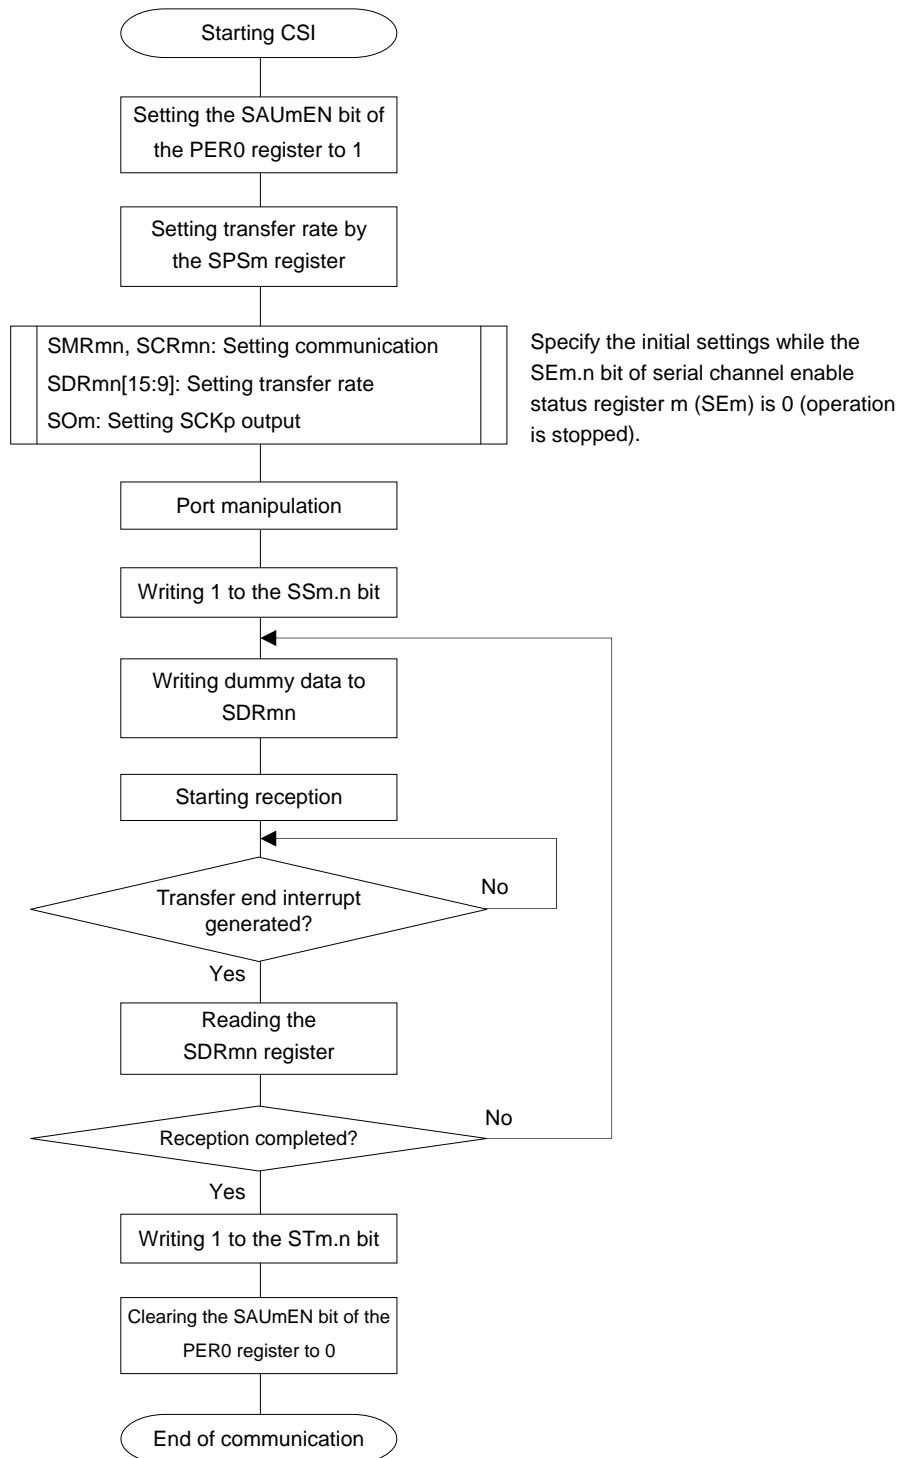 Starting CSI
Setting the SAUmEN bit of
the PER0 register to 1
Setting transfer rate by
the SPSm register
SMRmn, SCRmn: Setting communication
SDRmn[15:9]: Setting transfer rate
SOm: Setting SCKp output
Specify the initial settings while the
SEm.n bit of serial channel enable
status register m (SEm) is 0 (operation
is stopped).
Port manipulation
Writing 1 to the SSm.n bit
Writing dummy data to
SDRmn
Starting reception
Transfer end interrupt
generated?
No
Yes
Reading the
SDRmn register
Reception completed?
No
Yes
Writing 1 to the STm.n bit
Clearing the SAUmEN bit of the
PER0 register to 0
End of communication